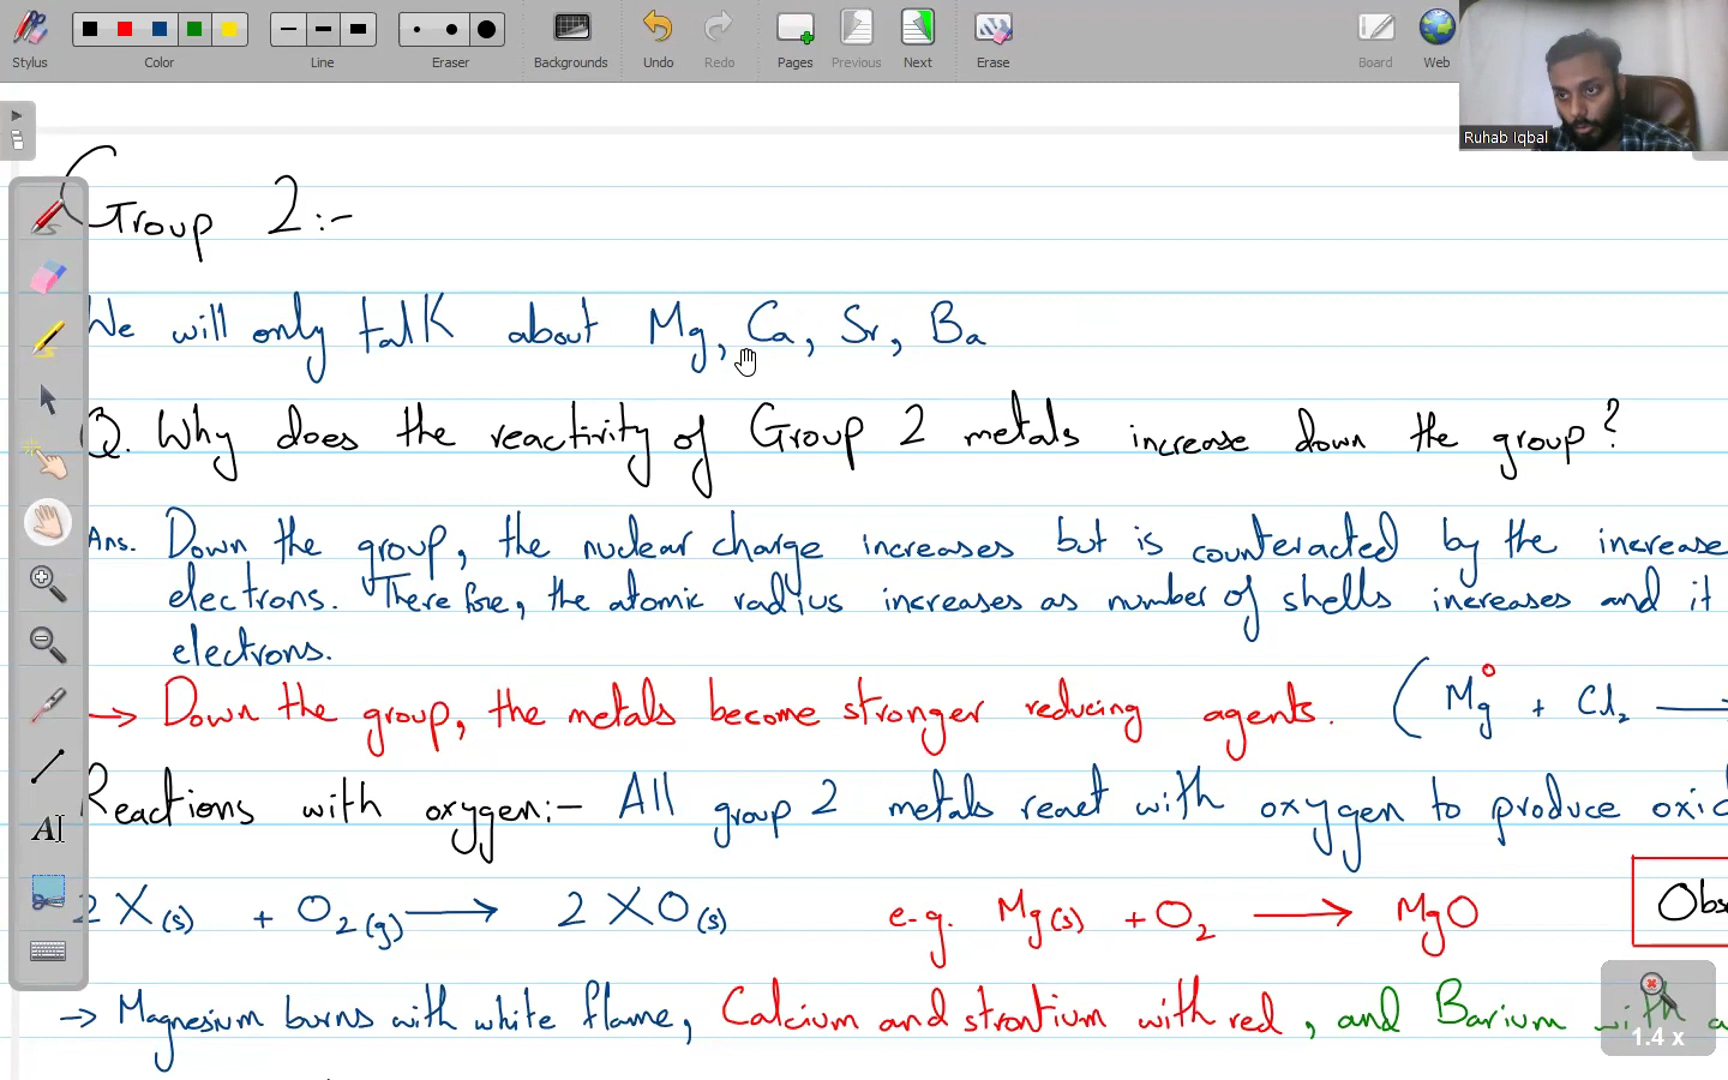 Stylus Color Line Eraser Backgrounds Undo Redo Pages Previous Next Erase Board Web
Ruhab Iqbal
Group 2:-
We will only talk about Mg, Ca, Sr, Ba
Q. Why does the reactivity of Group 2 metals increase down the group?
Ans. Down the group, the nuclear charge increases but is counteracted by the increase
electrons. Therefore, the atomic radius increases as number of shells increases and it
electrons.
→ Down the group, the metals become stronger reducing agents. (Mg⁰ + Cl₂ →
Reactions with oxygen:- All group 2 metals react with oxygen to produce oxid
2X(s) + O₂(g) → 2XO(s) e-g. Mg(s) + O₂ → MgO Obs
→ Magnesium burns with white flame, Calcium and strontium with red, and Barium with a
1.4 x